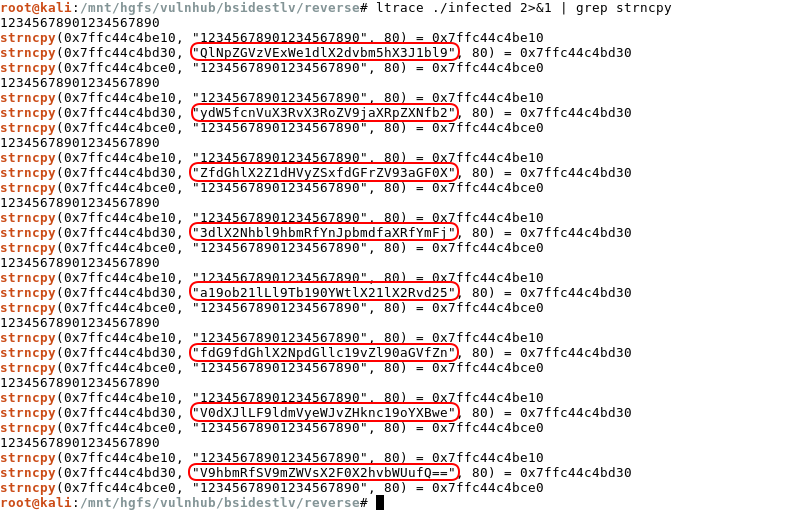 root@kali:/mnt/hgfs/vulnhub/bsidestlv/reverse# ltrace ./infected 2>&1 | grep strncpy
12345678901234567890
strncpy(0x7ffc44c4be10, "12345678901234567890", 80) = 0x7ffc44c4be10
strncpy(0x7ffc44c4bd30, "QlNpZGVzVExWe1dlX2dvbm5hX3J1bl9", 80) = 0x7ffc44c4bd30
strncpy(0x7ffc44c4bce0, "12345678901234567890", 80) = 0x7ffc44c4bce0
12345678901234567890
strncpy(0x7ffc44c4be10, "12345678901234567890", 80) = 0x7ffc44c4be10
strncpy(0x7ffc44c4bd30, "ydW5fcnVuX3RvX3RoZV9jaXRpZXNfb2", 80) = 0x7ffc44c4bd30
strncpy(0x7ffc44c4bce0, "12345678901234567890", 80) = 0x7ffc44c4bce0
12345678901234567890
strncpy(0x7ffc44c4be10, "12345678901234567890", 80) = 0x7ffc44c4be10
strncpy(0x7ffc44c4bd30, "ZfdGhlX2Z1dHVyZSxfdGFrZV93aGF0X", 80) = 0x7ffc44c4bd30
strncpy(0x7ffc44c4bce0, "12345678901234567890", 80) = 0x7ffc44c4bce0
12345678901234567890
strncpy(0x7ffc44c4be10, "12345678901234567890", 80) = 0x7ffc44c4be10
strncpy(0x7ffc44c4bd30, "3dlX2Nhbl9hbmRfYnJpbmdfaXRfYmFj", 80) = 0x7ffc44c4bd30
strncpy(0x7ffc44c4bce0, "12345678901234567890", 80) = 0x7ffc44c4bce0
12345678901234567890
strncpy(0x7ffc44c4be10, "12345678901234567890", 80) = 0x7ffc44c4be10
strncpy(0x7ffc44c4bd30, "a19ob21lLl9Tb190YWtlX21lX2Rvd25", 80) = 0x7ffc44c4bd30
strncpy(0x7ffc44c4bce0, "12345678901234567890", 80) = 0x7ffc44c4bce0
12345678901234567890
strncpy(0x7ffc44c4be10, "12345678901234567890", 80) = 0x7ffc44c4be10
strncpy(0x7ffc44c4bd30, "fdG9fdGhlX2NpdGllc19vZl90aGVfZn", 80) = 0x7ffc44c4bd30
strncpy(0x7ffc44c4bce0, "12345678901234567890", 80) = 0x7ffc44c4bce0
12345678901234567890
strncpy(0x7ffc44c4be10, "12345678901234567890", 80) = 0x7ffc44c4be10
strncpy(0x7ffc44c4bd30, "V0dXJlLF9ldmVyeWJvZHknc19oYXBwe", 80) = 0x7ffc44c4bd30
strncpy(0x7ffc44c4bce0, "12345678901234567890", 80) = 0x7ffc44c4bce0
12345678901234567890
strncpy(0x7ffc44c4be10, "12345678901234567890", 80) = 0x7ffc44c4be10
strncpy(0x7ffc44c4bd30, "V9hbmRfSV9mZWVsX2F0X2hvbWUufQ==", 80) = 0x7ffc44c4bd30
strncpy(0x7ffc44c4bce0, "12345678901234567890", 80) = 0x7ffc44c4bce0
root@kali:/mnt/hgfs/vulnhub/bsidestlv/reverse#